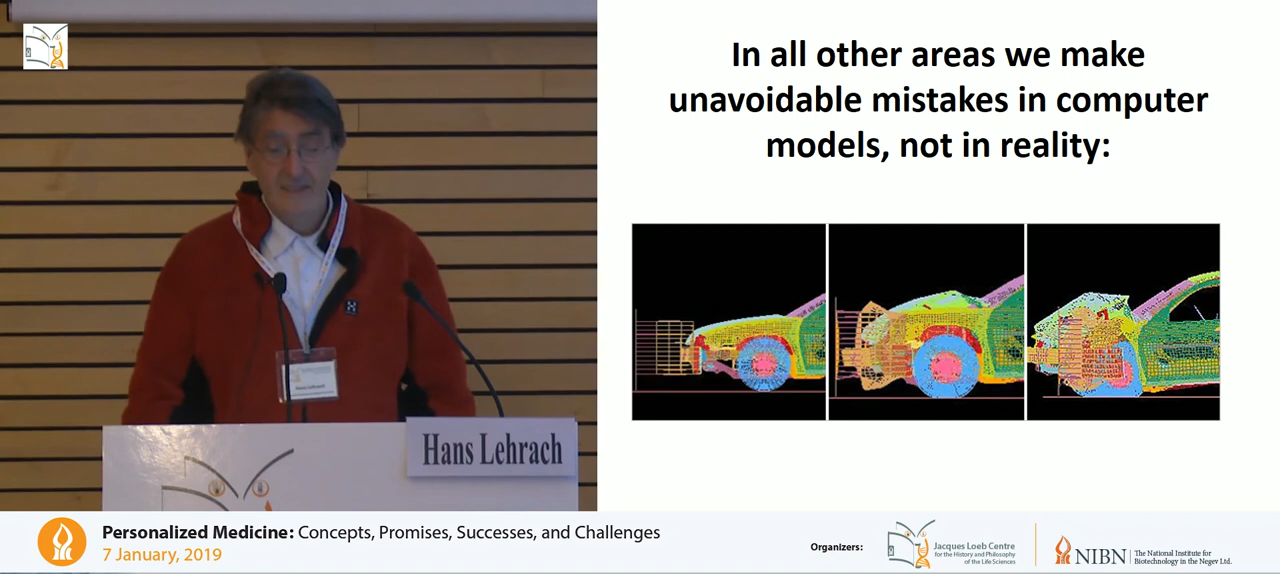 In all other areas we make
unavoidable mistakes in computer
models, not in reality:
Hans Lehrach
Personalized Medicine: Concepts, Promises, Successes, and Challenges
7 January, 2019
Organizers:
Jacques Loeb Centre
for the History and Philosophy
of the Life Sciences
NIBN
The National Institute for
Biotechnology in the Negev Ltd.